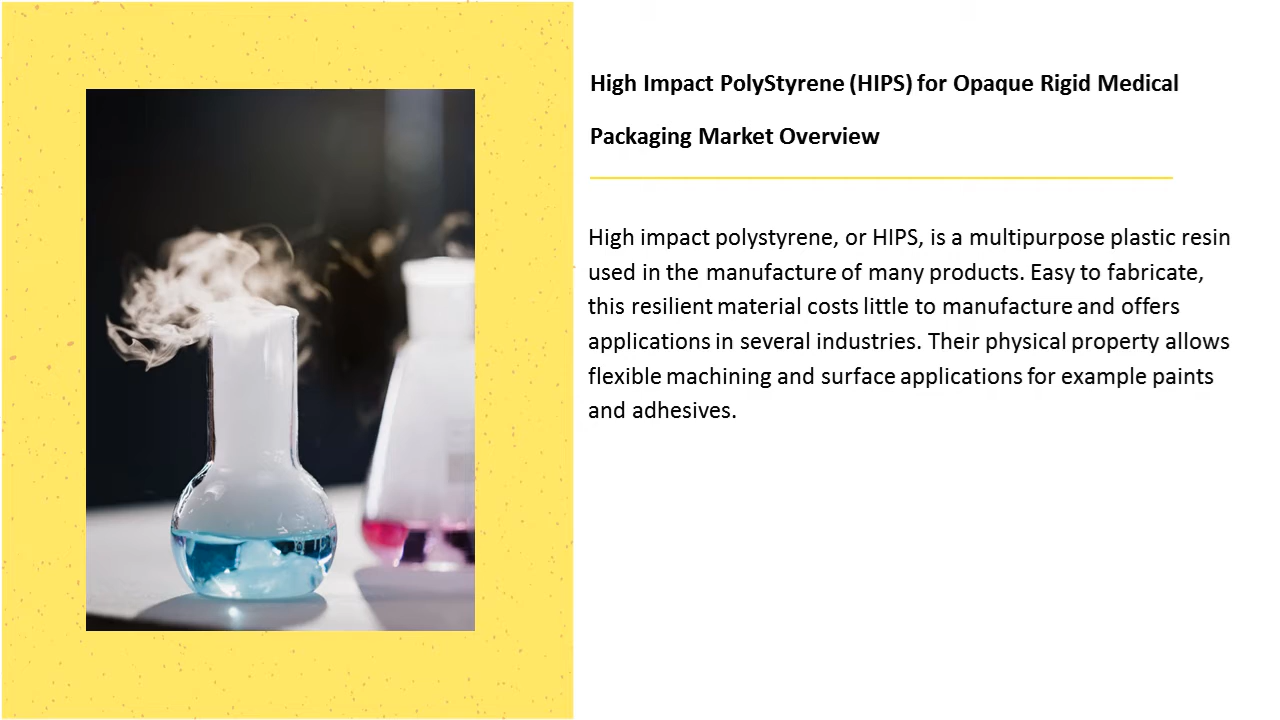 High Impact PolyStyrene (HIPS) for Opaque Rigid Medical
Packaging Market Overview
High impact polystyrene, or HIPS, is a multipurpose plastic resin
used in the manufacture of many products. Easy to fabricate,
this resilient material costs little to manufacture and offers
applications in several industries. Their physical property allows
flexible machining and surface applications for example paints
and adhesives.